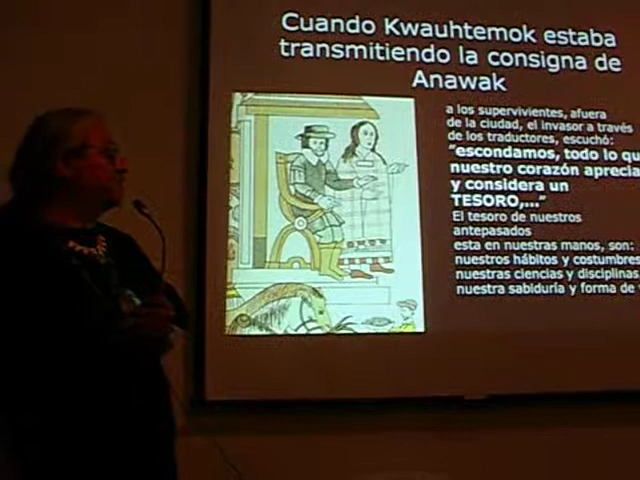 Cuando Kwauhtemok estaba
transmitiendo la consigna de
Anawak
a los supervivientes, afuera
de la ciudad, el invasor a través
de los traductores, escuchó:
"escondamos, todo lo qu
nuestro corazón aprecia
y considera un
TESORO,..."
El tesoro de nuestros
antepasados
esta en nuestras manos, son:
nuestros hábitos y costumbres
nuestras ciencias y disciplinas
nuestra sabiduría y forma de